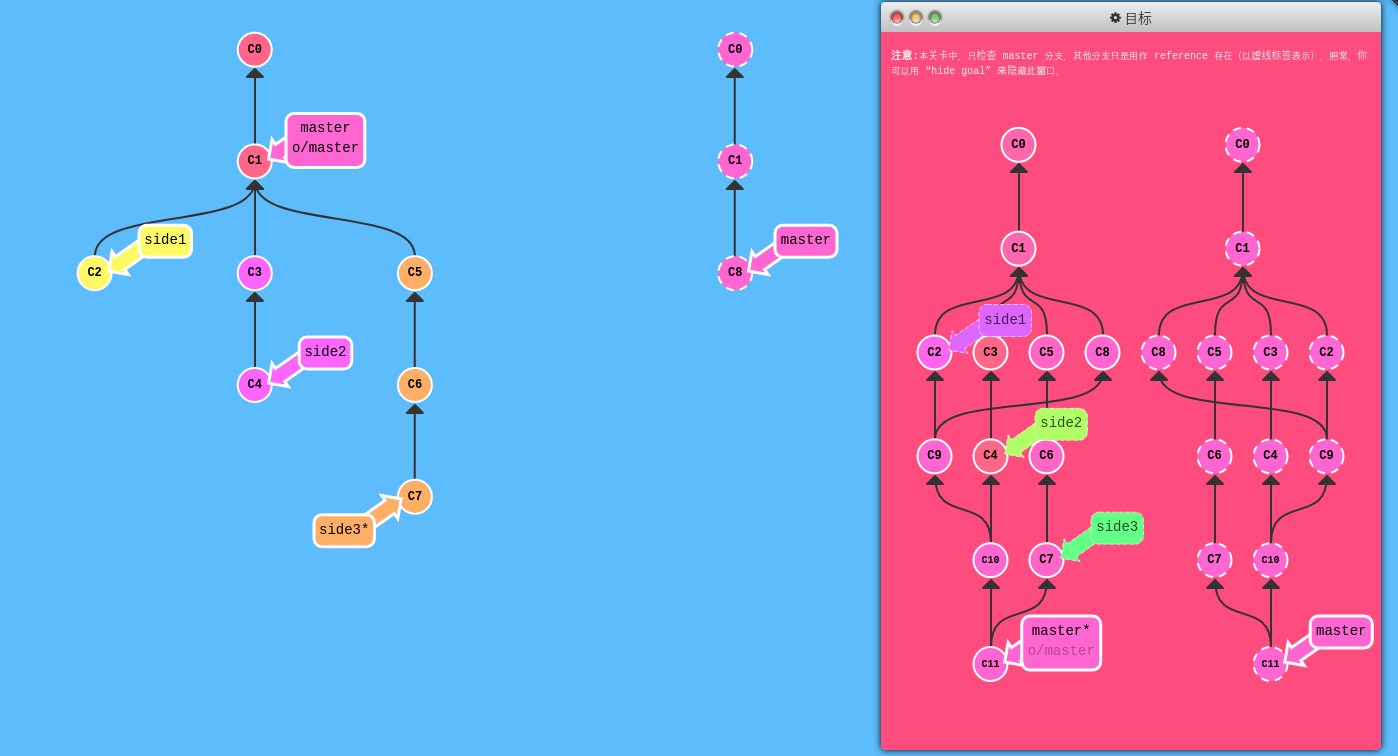 C0
master
o/master
C1
side1
C2
C3
C5
side2
C4
C6
C7
side3*
C0
C1
master
C8
目标
注意:本关卡中, 只检查 master 分支, 其他分支只是用作 reference 存在 (以虚线标签表示) 。照常, 你
可以用 “hide goal” 来隐藏此窗口。
C0
C1
side1
C2
C3
C5
C8
side2
C9
C4
C6
side3
C10
C7
master*
o/master
C11
C0
C1
C8
C5
C3
C2
C6
C4
C9
C7
C10
master
C11